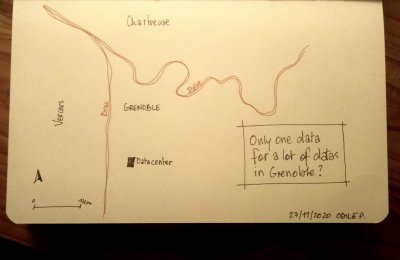 Chartreuse
Isère
Vercors
Drac
GRENOBLE
Datacenter
Only one data
for a lot of datas
in Grenoble?
0
1km
27/11/2020